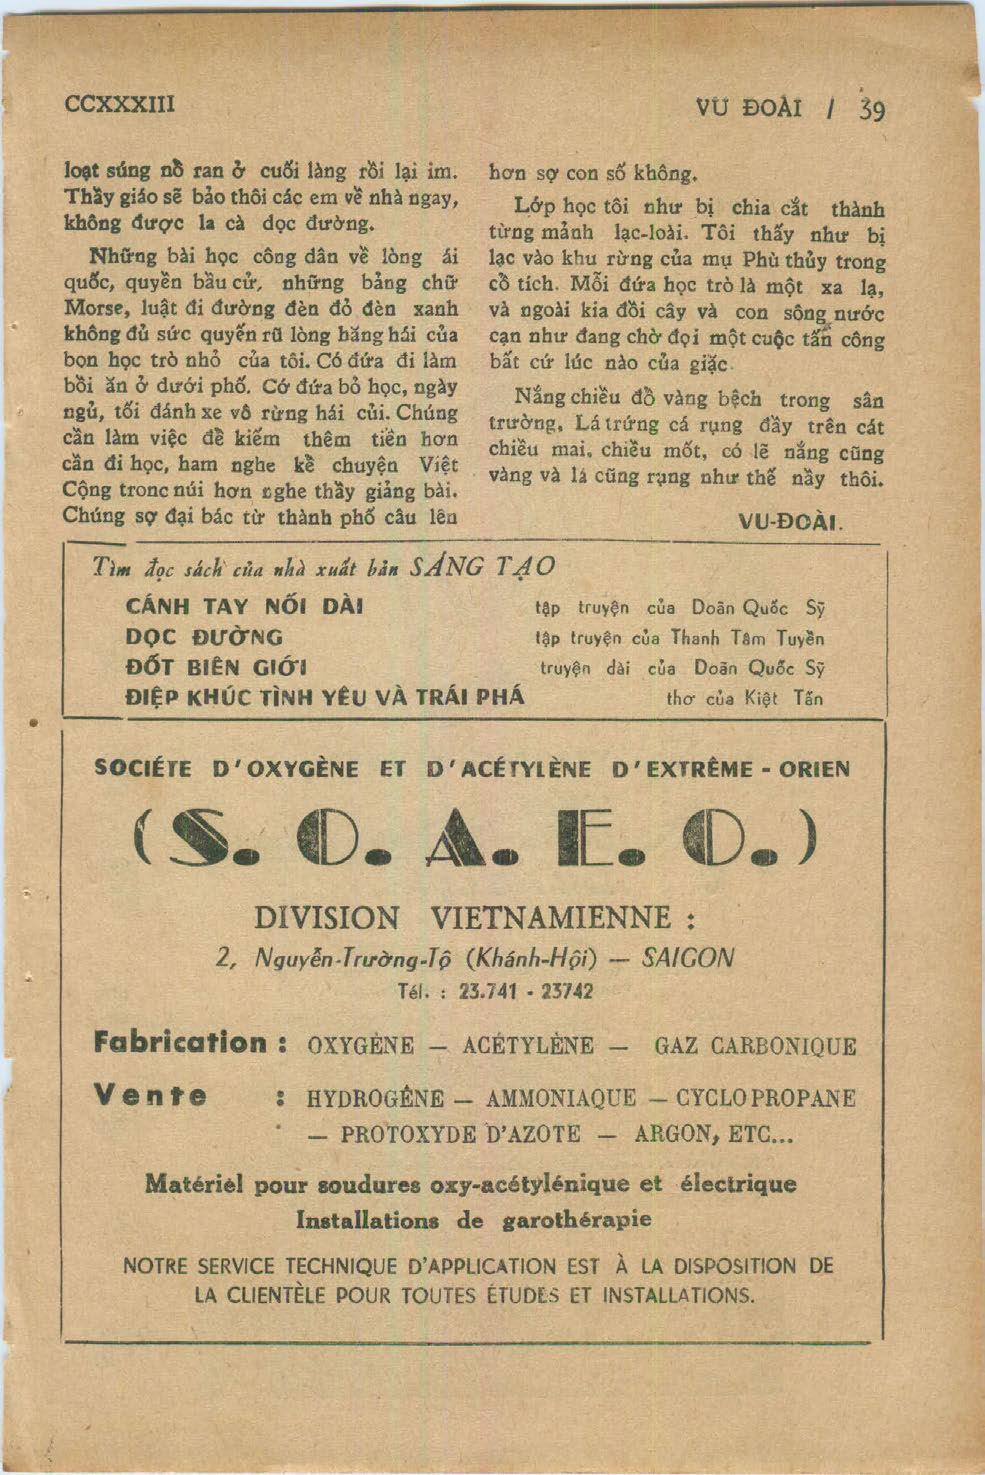 CCXXXIII
VŨ ĐOÀI / 39
loạt súng nổ ran ở cuối làng rồi lại im.
Thầy giáo sẽ bảo thôi các em về nhà ngay,
không được la cà dọc đường.
Những bài học công dân về lòng ái
quốc, quyền bầu cử, những bảng chữ
Morse, luật đi đường đèn đỏ đèn xanh
không đủ sức quyến rũ lòng hăng hái của
bọn học trò nhỏ của tôi. Có đứa đi làm
bồi ăn ở dưới phố. Cớ đứa bỏ học, ngày
ngủ, tối đánh xe vô rừng hái củi. Chúng
cần làm việc để kiếm thêm tiền hơn
cần đi học, ham nghe kể chuyện Việt
Cộng tronc núi hơn nghe thầy giảng bài.
Chúng sợ đại bác từ thành phố câu lên
hơn sợ con số không.
Lớp học tôi như bị chia cắt thành
từng mảnh lạc-loài. Tôi thấy như bị
lạc vào khu rừng của mụ Phù thủy trong
cổ tích. Mỗi đứa học trò là một xa lạ,
và ngoài kia đồi cây và con sông nước
cạn như đang chờ đợi một cuộc tấn công
bất cứ lúc nào của giặc.
Nắng chiều đổ vàng bệch trong sân
trường. Lá trứng cá rụng đầy trên cát
chiều mai, chiều mốt, có lẽ nắng cũng
vàng và lá cũng rạng như thế nầy thôi.
VU-ĐOÀI.
Tìm đọc sách của nhà xuất bản SÁNG TẠO
CÁNH TAY NỐI DÀI tập truyện của Doãn Quốc Sỹ
DỌC ĐƯỜNG tập truyện của Thanh Tâm Tuyền
ĐỐT BIÊN GIỚI truyện dài của Doãn Quốc Sỹ
ĐIỆP KHÚC TÌNH YÊU VÀ TRÁI PHÁ thơ của Kiệt Tấn
SOCIÉTE D'OXYGÈNE ET D'ACÉTYLÈNE D'EXTRÊME - ORIEN
(S. O. A. E. O.)
DIVISION VIETNAMIENNE :
2, Nguyễn-Trường-Tộ (Khánh-Hội) — SAIGON
Tél. : 23.741 - 23742
Fabrication : OXYGÈNE — ACÉTYLÈNE — GAZ CARBONIQUE
Vente : HYDROGÊNE — AMMONIAQUE — CYCLOPROPANE
— PROTOXYDE D'AZOTE — ARGON, ETC...
Matériel pour soudures oxy-acétylénique et électrique
Installations de garothérapie
NOTRE SERVICE TECHNIQUE D'APPLICATION EST À LA DISPOSITION DE
LA CLIENTÈLE POUR TOUTES ÉTUDES ET INSTALLATIONS.